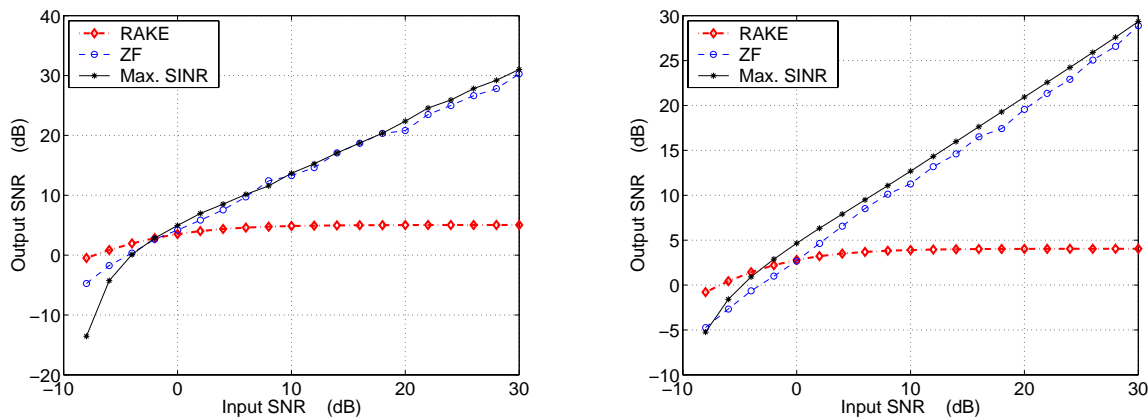 40
30
20
10
0
−10
−20
−10 0 10 20 30
Output SNR (dB)
Input SNR (dB)
RAKE
ZF
Max. SINR
30
25
20
15
10
5
0
−5
−10
−10 0 10 20 30
Output SNR (dB)
Input SNR (dB)
RAKE
ZF
Max. SINR